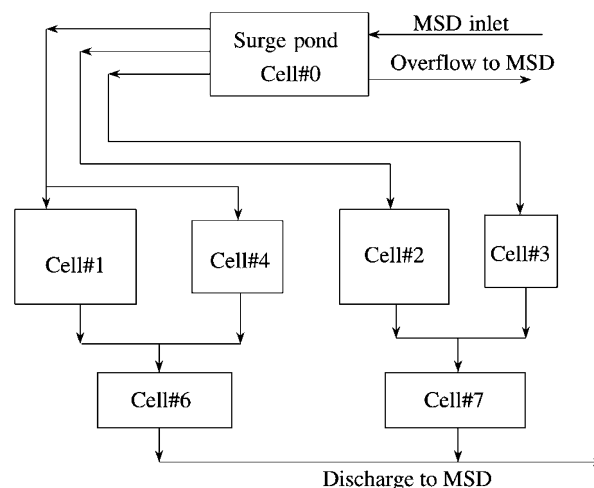 MSD inlet
Surge pond
Cell#0
Overflow to MSD
Cell#1
Cell#4
Cell#2
Cell#3
Cell#6
Cell#7
Discharge to MSD